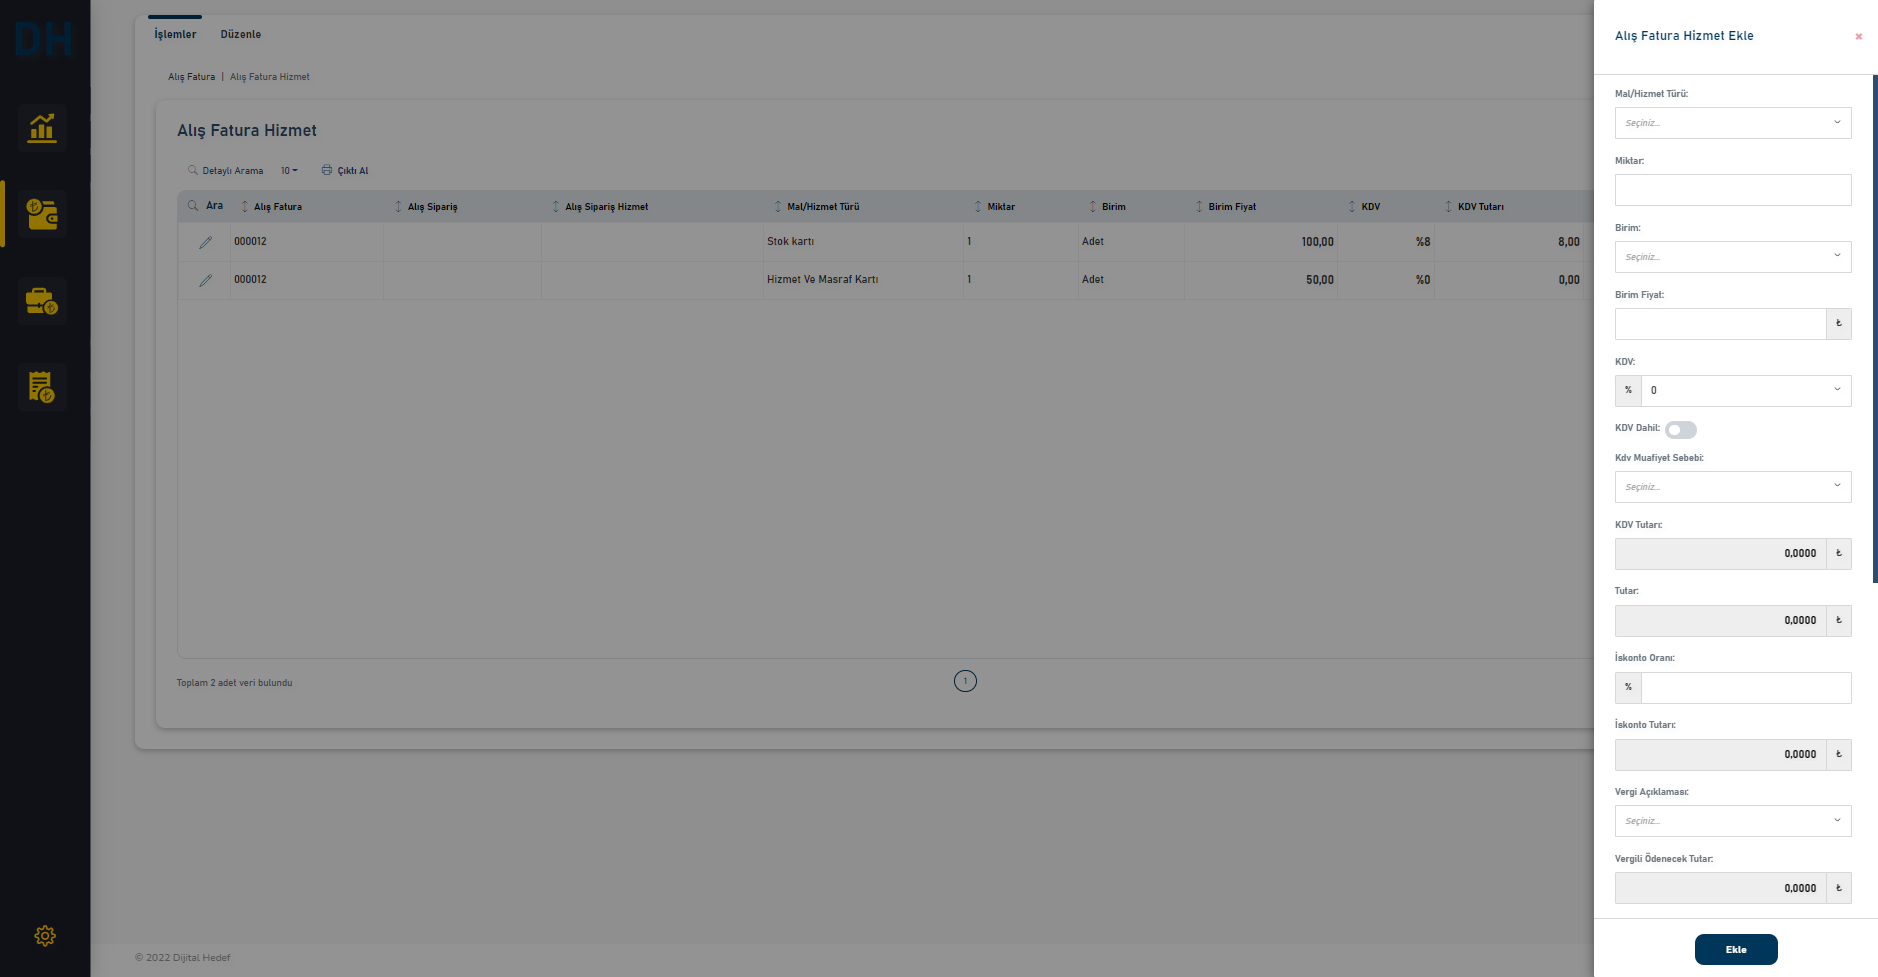 DH
İşlemler Düzenle
Alış Fatura | Alış Fatura Hizmet
Alış Fatura Hizmet
Detaylı Arama 10 Çıktı Al
Ara Alış Fatura Alış Sipariş Alış Sipariş Hizmet Mal/Hizmet Türü Miktar Birim Birim Fiyat KDV KDV Tutarı
000012 Stok kartı 1 Adet 100,00 %8 8,00
000012 Hizmet Ve Masraf Kartı 1 Adet 50,00 %0 0,00
Toplam 2 adet veri bulundu
1
© 2022 Dijital Hedef
Alış Fatura Hizmet Ekle
×
Mal/Hizmet Türü:
Seçiniz...
Miktar:
Birim:
Seçiniz...
Birim Fiyat:
₺
KDV:
% 0
KDV Dahil:
Kdv Muafiyet Sebebi:
Seçiniz...
KDV Tutarı:
0,0000 ₺
Tutar:
0,0000 ₺
İskonto Oranı:
%
İskonto Tutarı:
0,0000 ₺
Vergi Açıklaması:
Seçiniz...
Vergili Ödenecek Tutar:
0,0000 ₺
Ekle